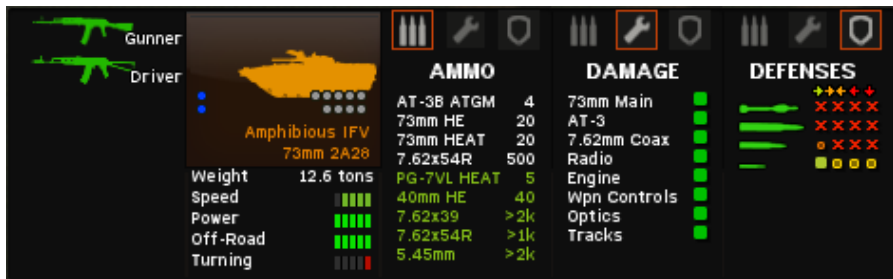 Gunner
Driver
Amphibious IFV
73mm 2A28
Weight 12.6 tons
Speed
Power
Off-Road
Turning
AMMO
AT-3B ATGM 4
73mm HE 20
73mm HEAT 20
7.62x54R 500
PG-7VL HEAT 5
40mm HE 40
7.62x39 >2k
7.62x54R >1k
5.45mm >2k
DAMAGE
73mm Main
AT-3
7.62mm Coax
Radio
Engine
Wpn Controls
Optics
Tracks
DEFENSES